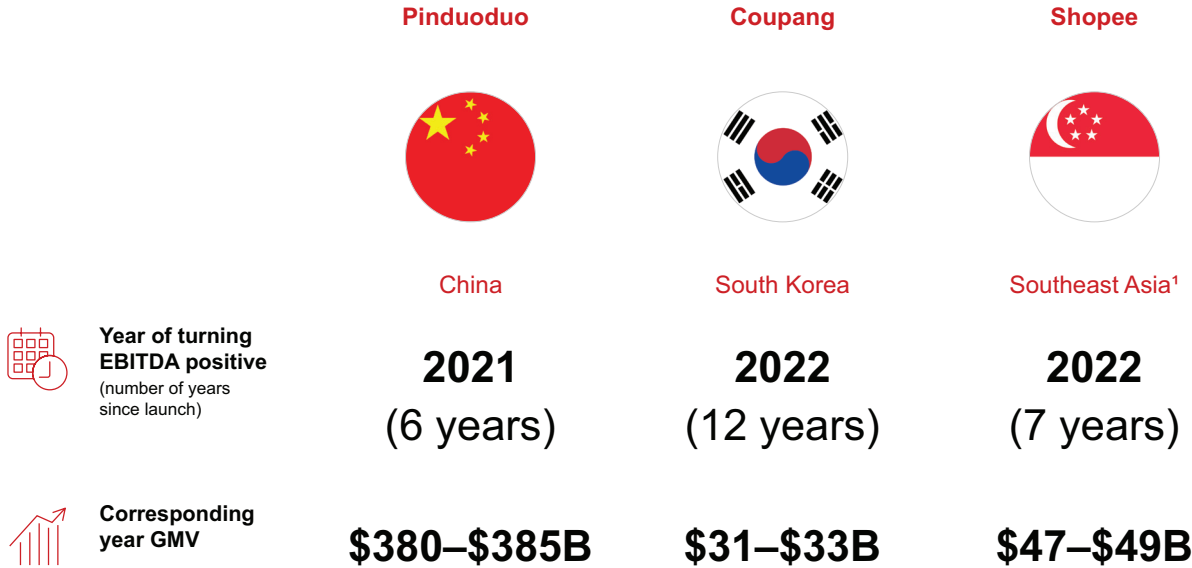 Pinduoduo
Coupang
Shopee
China
South Korea
Southeast Asia¹
Year of turning
EBITDA positive
(number of years
since launch)
2021
(6 years)
2022
(12 years)
2022
(7 years)
Corresponding
year GMV
$380–$385B
$31–$33B
$47–$49B